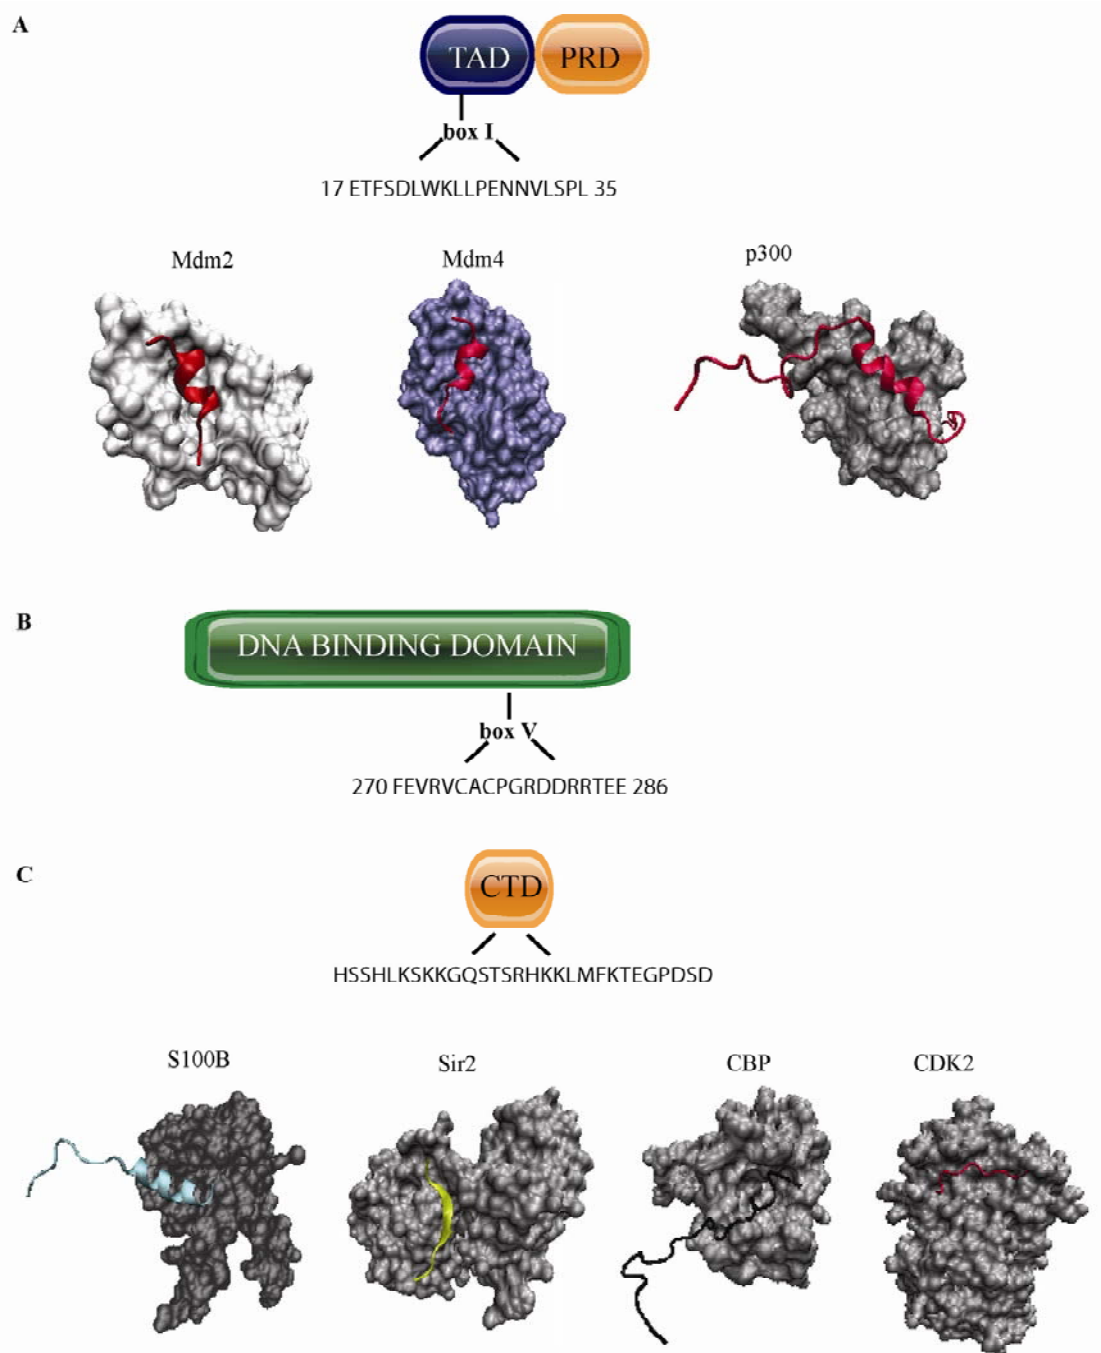 A
TAD PRD
box I
17 ETFSDLWKLLPENNVLSPL 35
Mdm2 Mdm4 p300
B
DNA BINDING DOMAIN
box V
270 FEVRVCACPGRDDRRTEE 286
C
CTD
HSSHLKSKKGQSTSRHKKLMFKTEGPDSD
S100B Sir2 CBP CDK2